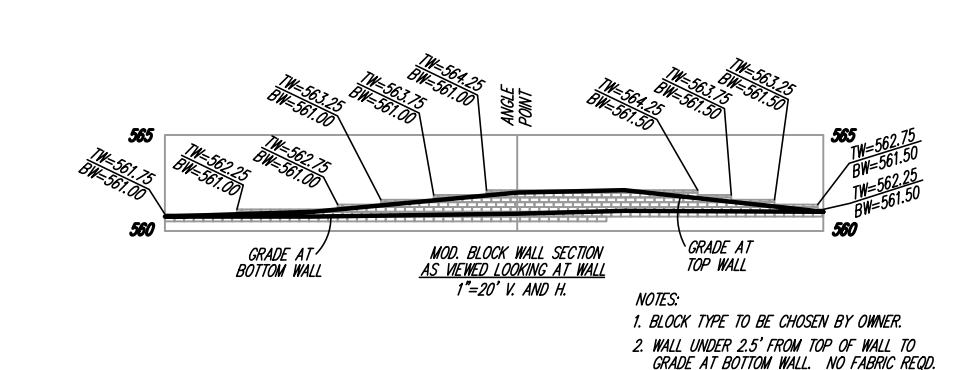 TW=561.75
BW=561.00
TW=562.25
BW=561.00
TW=562.75
BW=561.00
TW=563.25
BW=561.00
TW=563.75
BW=561.00
TW=564.25
BW=561.00
ANGLE
POINT
TW=564.25
BW=561.50
TW=563.75
BW=561.50
TW=563.25
BW=561.50
TW=562.75
BW=561.50
TW=562.25
BW=561.50
565
565
560
560
GRADE AT
BOTTOM WALL
MOD. BLOCK WALL SECTION
AS VIEWED LOOKING AT WALL
1"=20' V. AND H.
GRADE AT
TOP WALL
NOTES:
1. BLOCK TYPE TO BE CHOSEN BY OWNER.
2. WALL UNDER 2.5' FROM TOP OF WALL TO
GRADE AT BOTTOM WALL. NO FABRIC REQD.